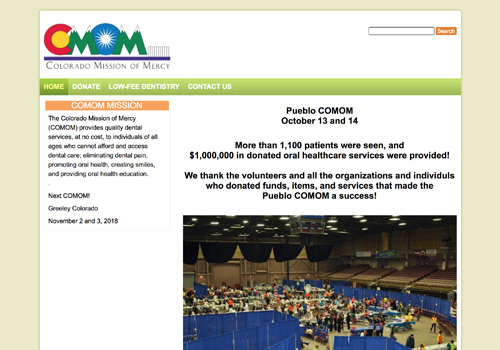 COMOM
COLORADO MISSION OF MERCY
Search
HOME DONATE LOW-FEE DENTISTRY CONTACT US
COMOM MISSION
The Colorado Mission of Mercy
(COMOM) provides quality dental
services, at no cost, to individuals of all
ages who cannot afford and access
dental care; eliminating dental pain,
promoting oral health, creating smiles,
and providing oral health education.
.
Next COMOM!
Greeley Colorado
November 2 and 3, 2018
Pueblo COMOM
October 13 and 14
More than 1,100 patients were seen, and
$1,000,000 in donated oral healthcare services were provided!
We thank the volunteers and all the organizations and individuls
who donated funds, items, and services that made the
Pueblo COMOM a success!